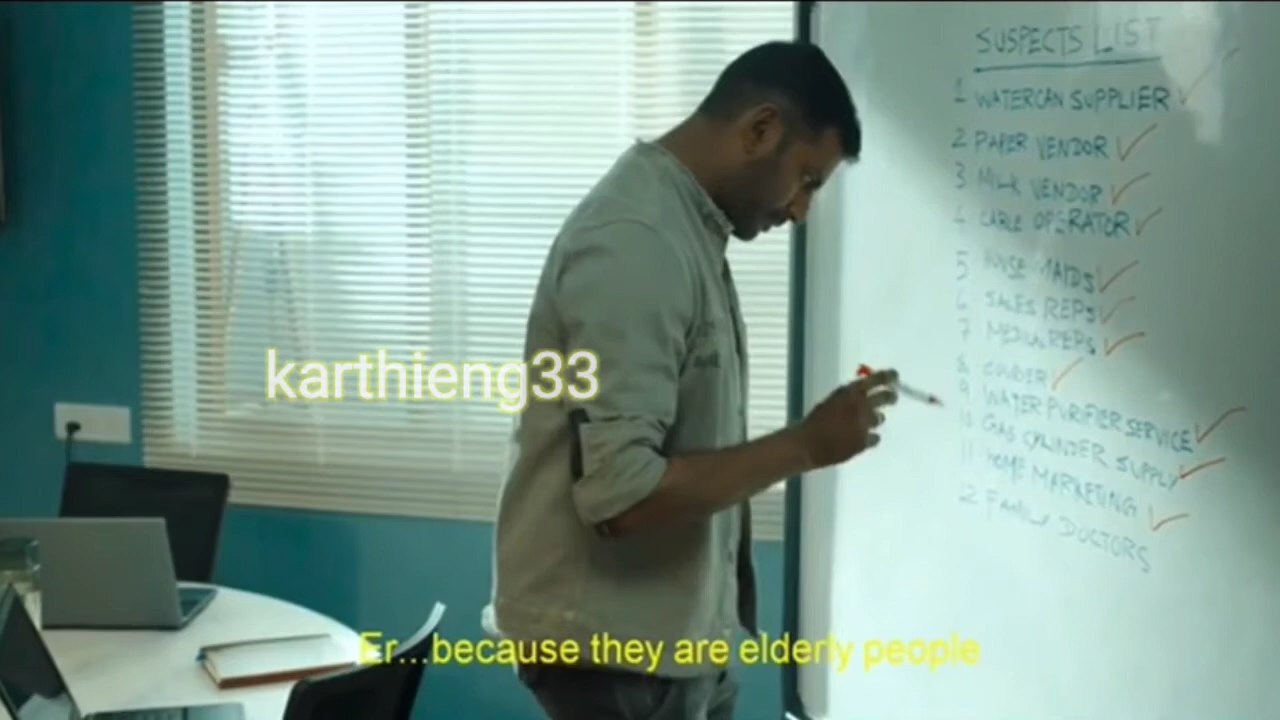 SUSPECTS LIST
1 WATERCAN SUPPLIER
2 PAPER VENDOR
3 MILK VENDOR
4 CABLE OPERATOR
5 HOUSE MAIDS
6 SALES REPS
7 MEDICAL REPS
8
9 WATER PURIFIER SERVICE
10 GAS CYLINDER SUPPLY
11 HOME MARKETING
12 FAMILY DOCTORS
karthieng33
Er...because they are elderly people